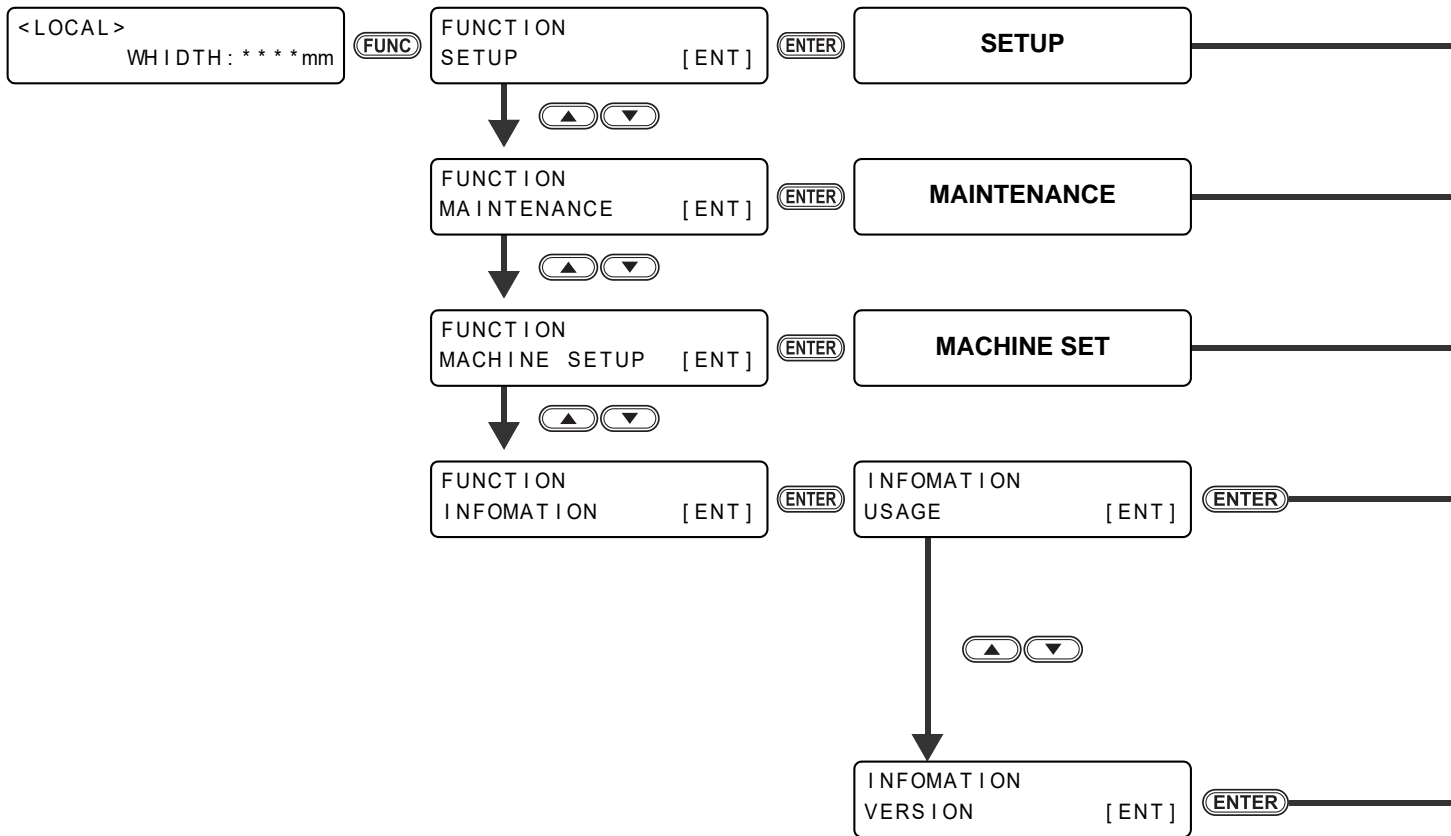 <LOCAL>
WHIDTH:****mm
FUNC
FUNCTION
SETUP [ENT]
ENTER
SETUP
FUNCTION
MAINTENANCE [ENT]
ENTER
MAINTENANCE
FUNCTION
MACHINE SETUP [ENT]
ENTER
MACHINE SET
FUNCTION
INFOMATION [ENT]
ENTER
INFOMATION
USAGE [ENT]
ENTER
INFOMATION
VERSION [ENT]
ENTER